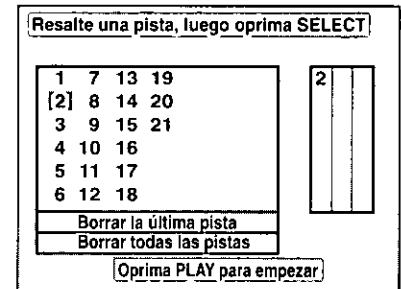 Resalte una pista, luego oprima SELECT
1 7 13 19 2
[2] 8 14 20
3 9 15 21
4 10 16
5 11 17
6 12 18
Borrar la última pista
Borrar todas las pistas
Oprima PLAY para empezar